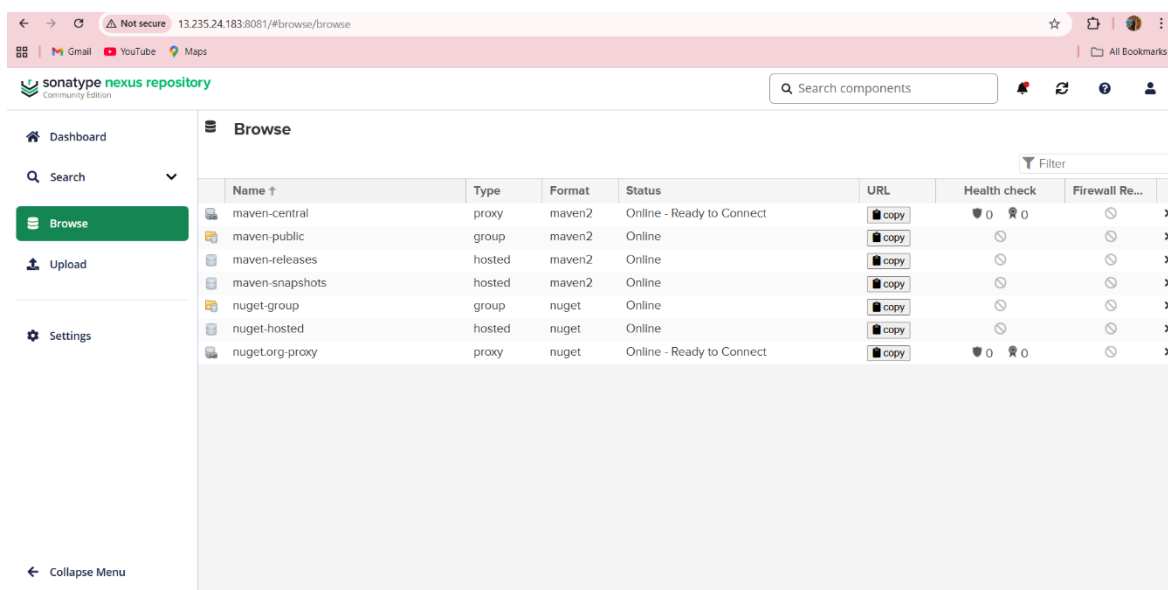 Not secure 13.235.24.183:8081/#browse/browse
Gmail YouTube Maps All Bookmarks
sonatype nexus repository
Community Edition
Search components
Dashboard
Search
Browse
Upload
Settings
Collapse Menu
Browse
Filter
Name Type Format Status URL Health check Firewall Re...
maven-central proxy maven2 Online - Ready to Connect copy 0 0
maven-public group maven2 Online copy
maven-releases hosted maven2 Online copy
maven-snapshots hosted maven2 Online copy
nuget-group group nuget Online copy
nuget-hosted hosted nuget Online copy
nuget.org-proxy proxy nuget Online - Ready to Connect copy 0 0